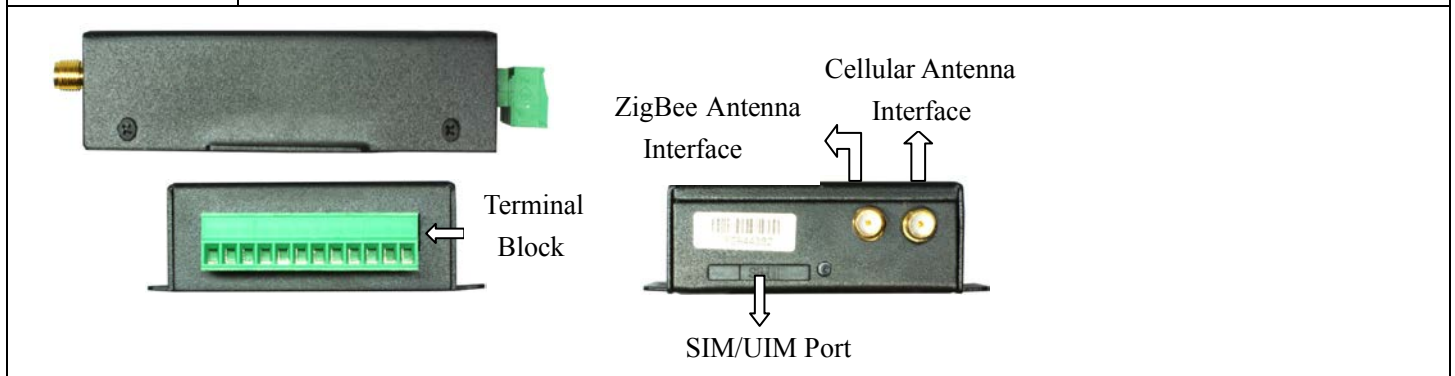 Cellular Antenna
Interface
ZigBee Antenna
Interface
Terminal
Block
SIM/UIM Port